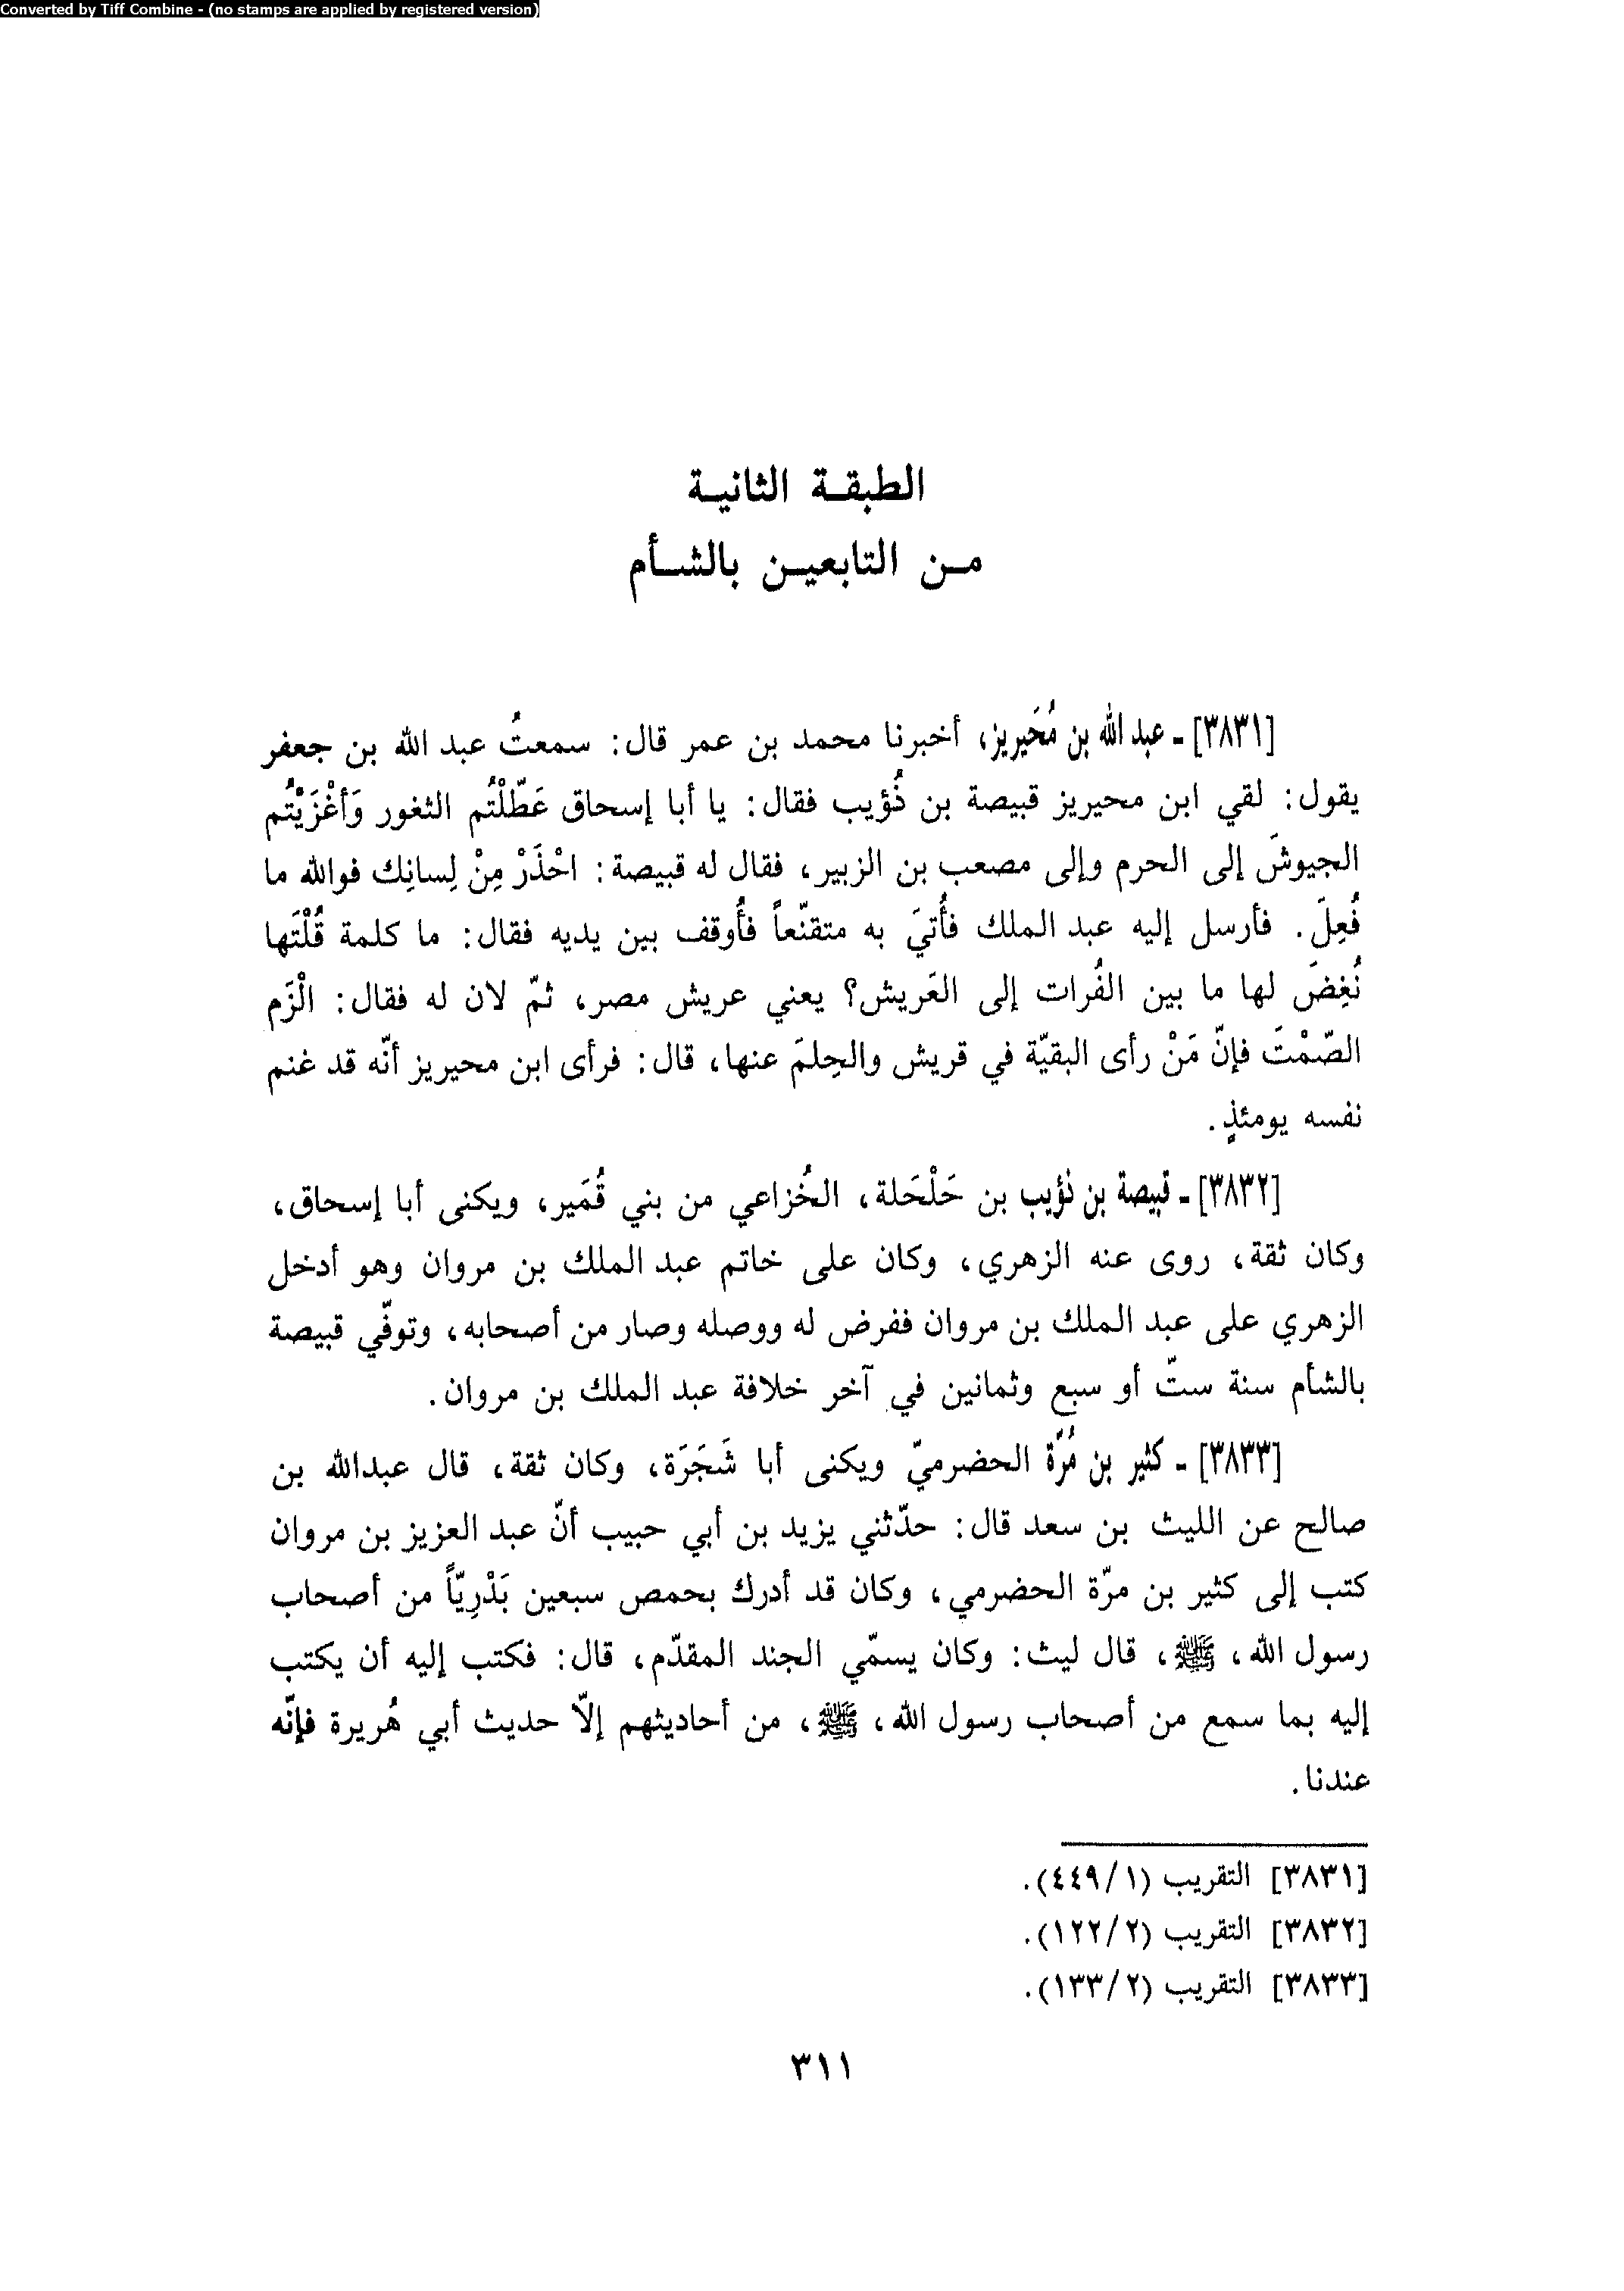 Converted by Tiff Combine - (no stamps are applied by registered version)
الطبقة الثانية
من التابعين بالشأم
[٣٨٣١] - عبد الله بن مُحَيريز، أخبرنا محمد بن عمر قال: سمعتُ عبد الله بن جعفر
يقول: لقي ابن محيريز قبيصة بن ذُؤيب فقال: يا أبا إسحاق عَطّلْتُم الثغور وَأغْزَيْتُم
الجيوشَ إلى الحرم وإلى مصعب بن الزبير، فقال له قبيصة: احْذَرْ مِنْ لِسانِك فوالله ما
فُعِلَ. فأرسل إليه عبد الملك فأُتيَ به متقنّعاً فأُوقف بين يديه فقال: ما كلمة قُلْتَها
نُغِضَ لها ما بين الفُرات إلى العَريش؟ يعني عريش مصر، ثمّ لان له فقال: الْزَم
الصّمْتَ فإنّ مَنْ رأى البقيّة في قريش والحِلمَ عنها، قال: فرأى ابن محيريز أنّه قد غنم
نفسه يومئذٍ.
[٣٨٣٢] - قبيصة بن ذؤيب بن حَلْحَلة، الخُزاعي من بني قُمَير، ويكنى أبا إسحاق،
وكان ثقة، روى عنه الزهري، وكان على خاتم عبد الملك بن مروان وهو أدخل
الزهري على عبد الملك بن مروان ففرض له ووصله وصار من أصحابه، وتوفّي قبيصة
بالشأم سنة ستّ أو سبع وثمانين في آخر خلافة عبد الملك بن مروان.
[٣٨٣٣] - كثير بن مُرّة الحضرميّ ويكنى أبا شَجَرَة، وكان ثقة، قال عبدالله بن
صالح عن الليث بن سعد قال: حدّثني يزيد بن أبي حبيب أنّ عبد العزيز بن مروان
كتب إلى كثير بن مرّة الحضرمي، وكان قد أدرك بحمص سبعين بَدْرِيّاً من أصحاب
رسول الله، ﷺ، قال ليث: وكان يسمّي الجند المقدّم، قال: فكتب إليه أن يكتب
إليه بما سمع من أصحاب رسول الله، ﷺ، من أحاديثهم إلاّ حديث أبي هُريرة فإنّه
عندنا.
[٣٨٣١] التقريب (٤٤٩/١).
[٣٨٣٢] التقريب (١٢٢/٢).
[٣٨٣٣] التقريب (١٣٣/٢).
٣١١